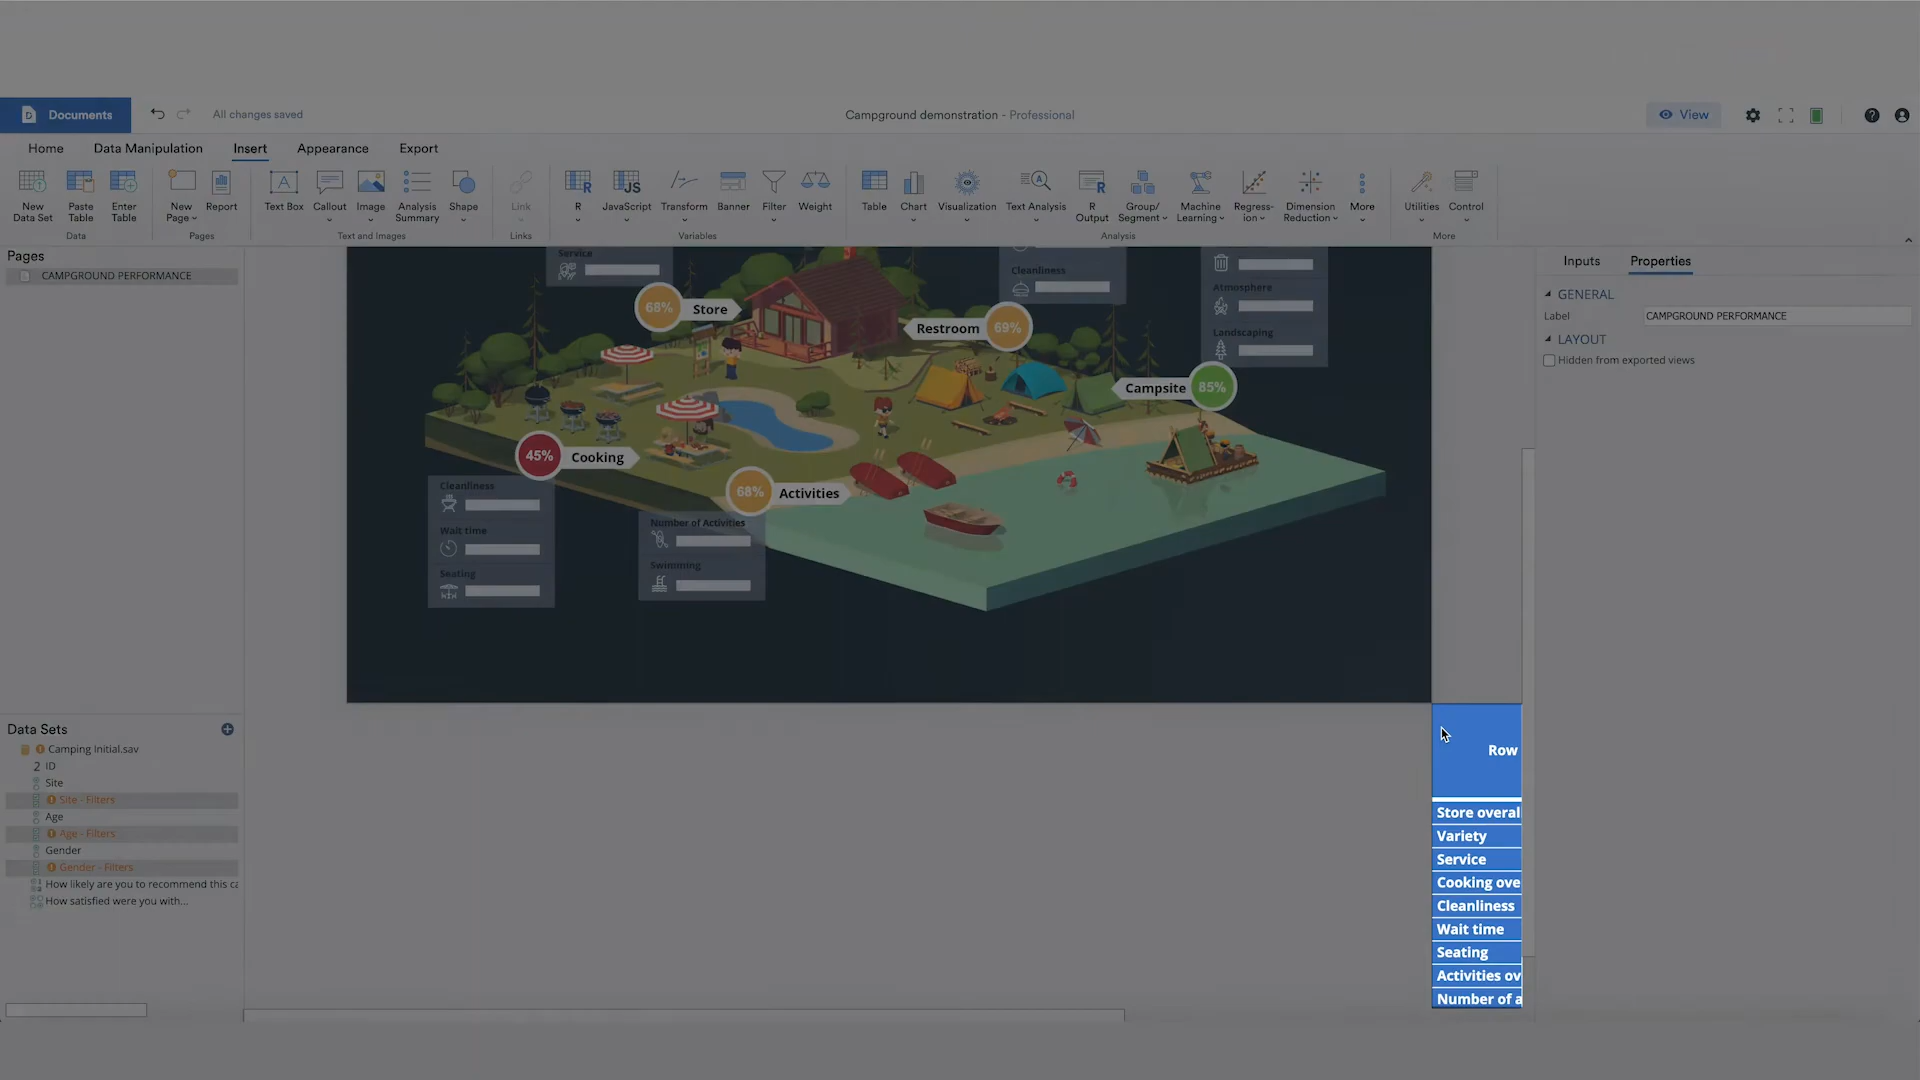 Documents
All changes saved
Campground demonstration - Professional
View
Home
Data Manipulation
Insert
Appearance
Export
New Data Set
Paste Table
Enter Table
New Page
Report
Text Box
Callout
Image
Analysis Summary
Shape
Link
R
JavaScript
Transform
Banner
Filter
Weight
Table
Chart
Visualization
Text Analysis
R Output
Group/ Segment
Machine Learning
Regress- ion
Dimension Reduction
More
Utilities
Control
Data
Pages
Text and Images
Links
Variables
Analysis
More
Pages
CAMPGROUND PERFORMANCE
Service
Cleanliness
Atmosphere
Landscaping
68%
Store
Restroom
69%
Campsite
85%
45%
Cooking
68%
Activities
Cleanliness
Wait time
Seating
Number of Activities
Swimming
Inputs
Properties
GENERAL
Label
CAMPGROUND PERFORMANCE
LAYOUT
Hidden from exported views
Data Sets
Camping Initial.sav
2 ID
Site
Site - Filters
Age
Age - Filters
Gender
Gender - Filters
How likely are you to recommend this ca
How satisfied were you with...
Row
Store overal
Variety
Service
Cooking ove
Cleanliness
Wait time
Seating
Activities ov
Number of a